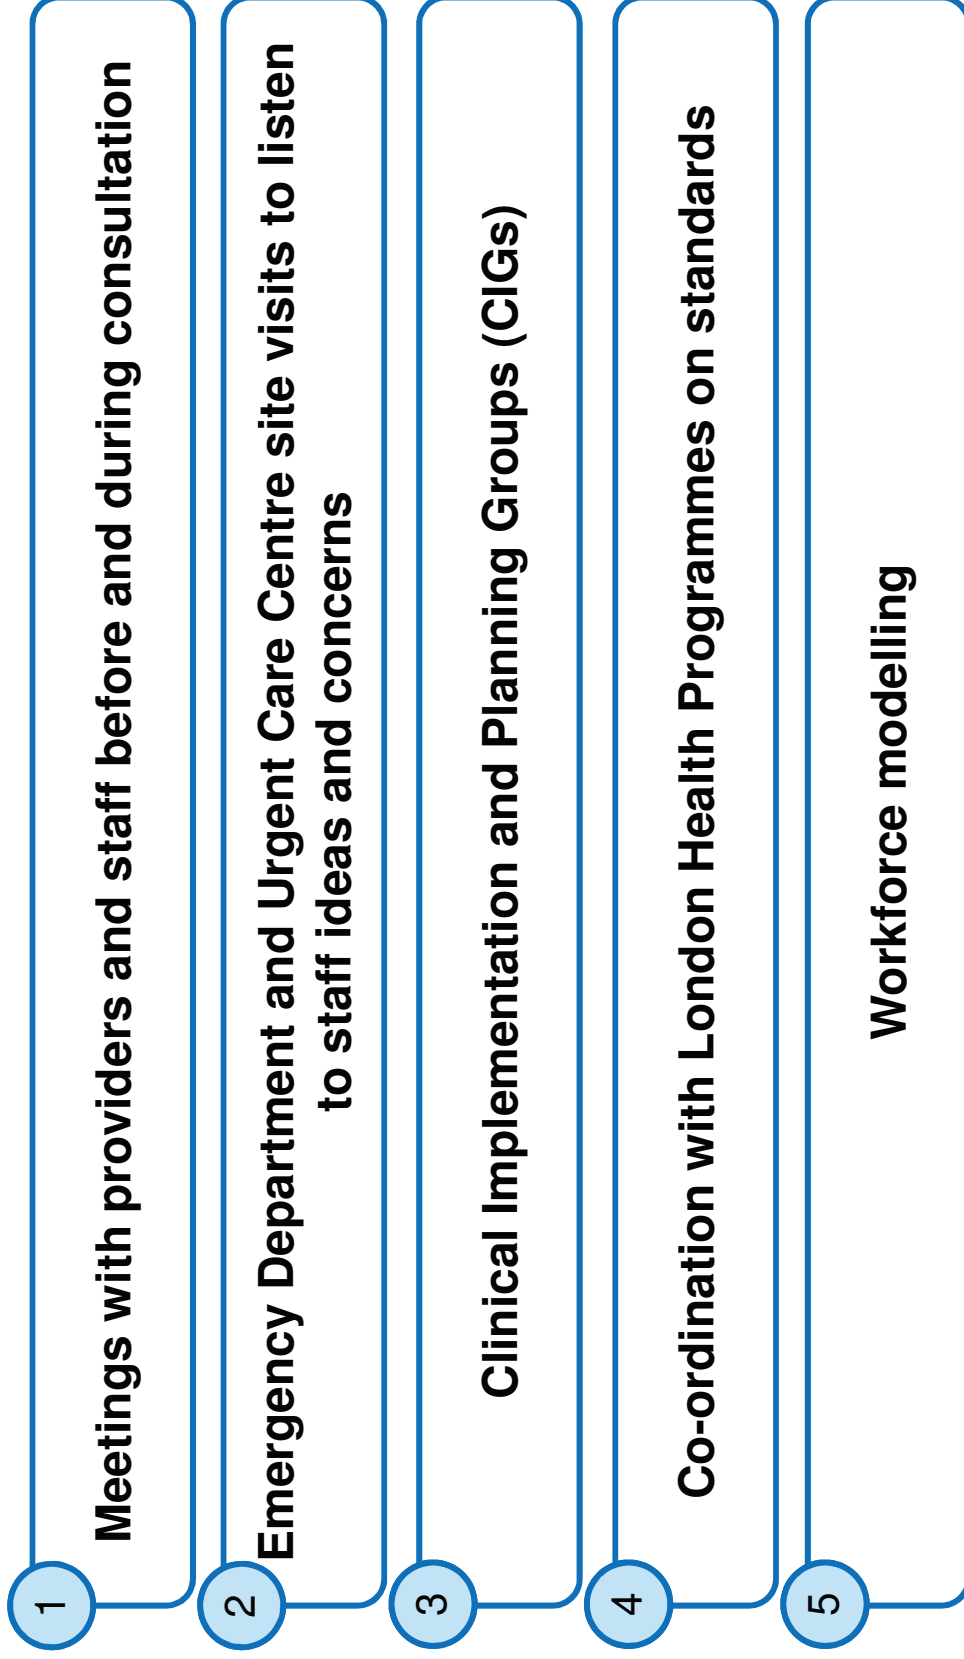 1
Meetings with providers and staff before and during consultation
2
Emergency Department and Urgent Care Centre site visits to listen
to staff ideas and concerns
3
Clinical Implementation and Planning Groups (CIGs)
4
Co-ordination with London Health Programmes on standards
5
Workforce modelling